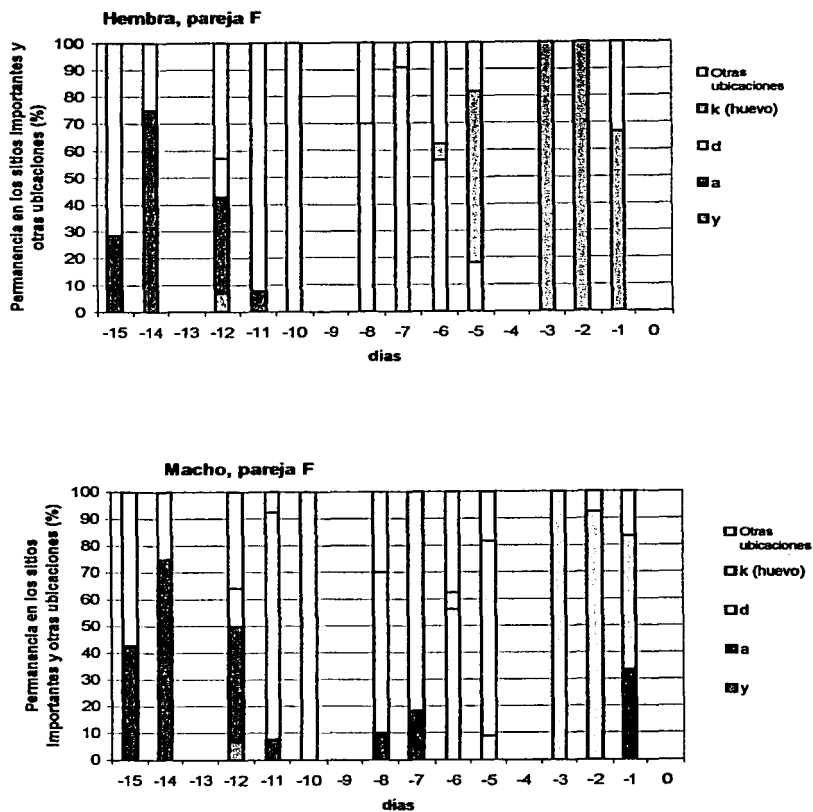 Hembra, pareja F
Permanencia en los sitios importantes y
otras ubicaciones (%)
100
90
80
70
60
50
40
30
20
10
0
-15 -14 -13 -12 -11 -10 -9 -8 -7 -6 -5 -4 -3 -2 -1 0
dias
Otras
ubicaciones
k (huevo)
d
a
y
Macho, pareja F
Permanencia en los sitios
Importantes y otras ubicaciones (%)
100
90
80
70
60
50
40
30
20
10
0
-15 -14 -13 -12 -11 -10 -9 -8 -7 -6 -5 -4 -3 -2 -1 0
dias
Otras
ubicaciones
k (huevo)
d
a
y